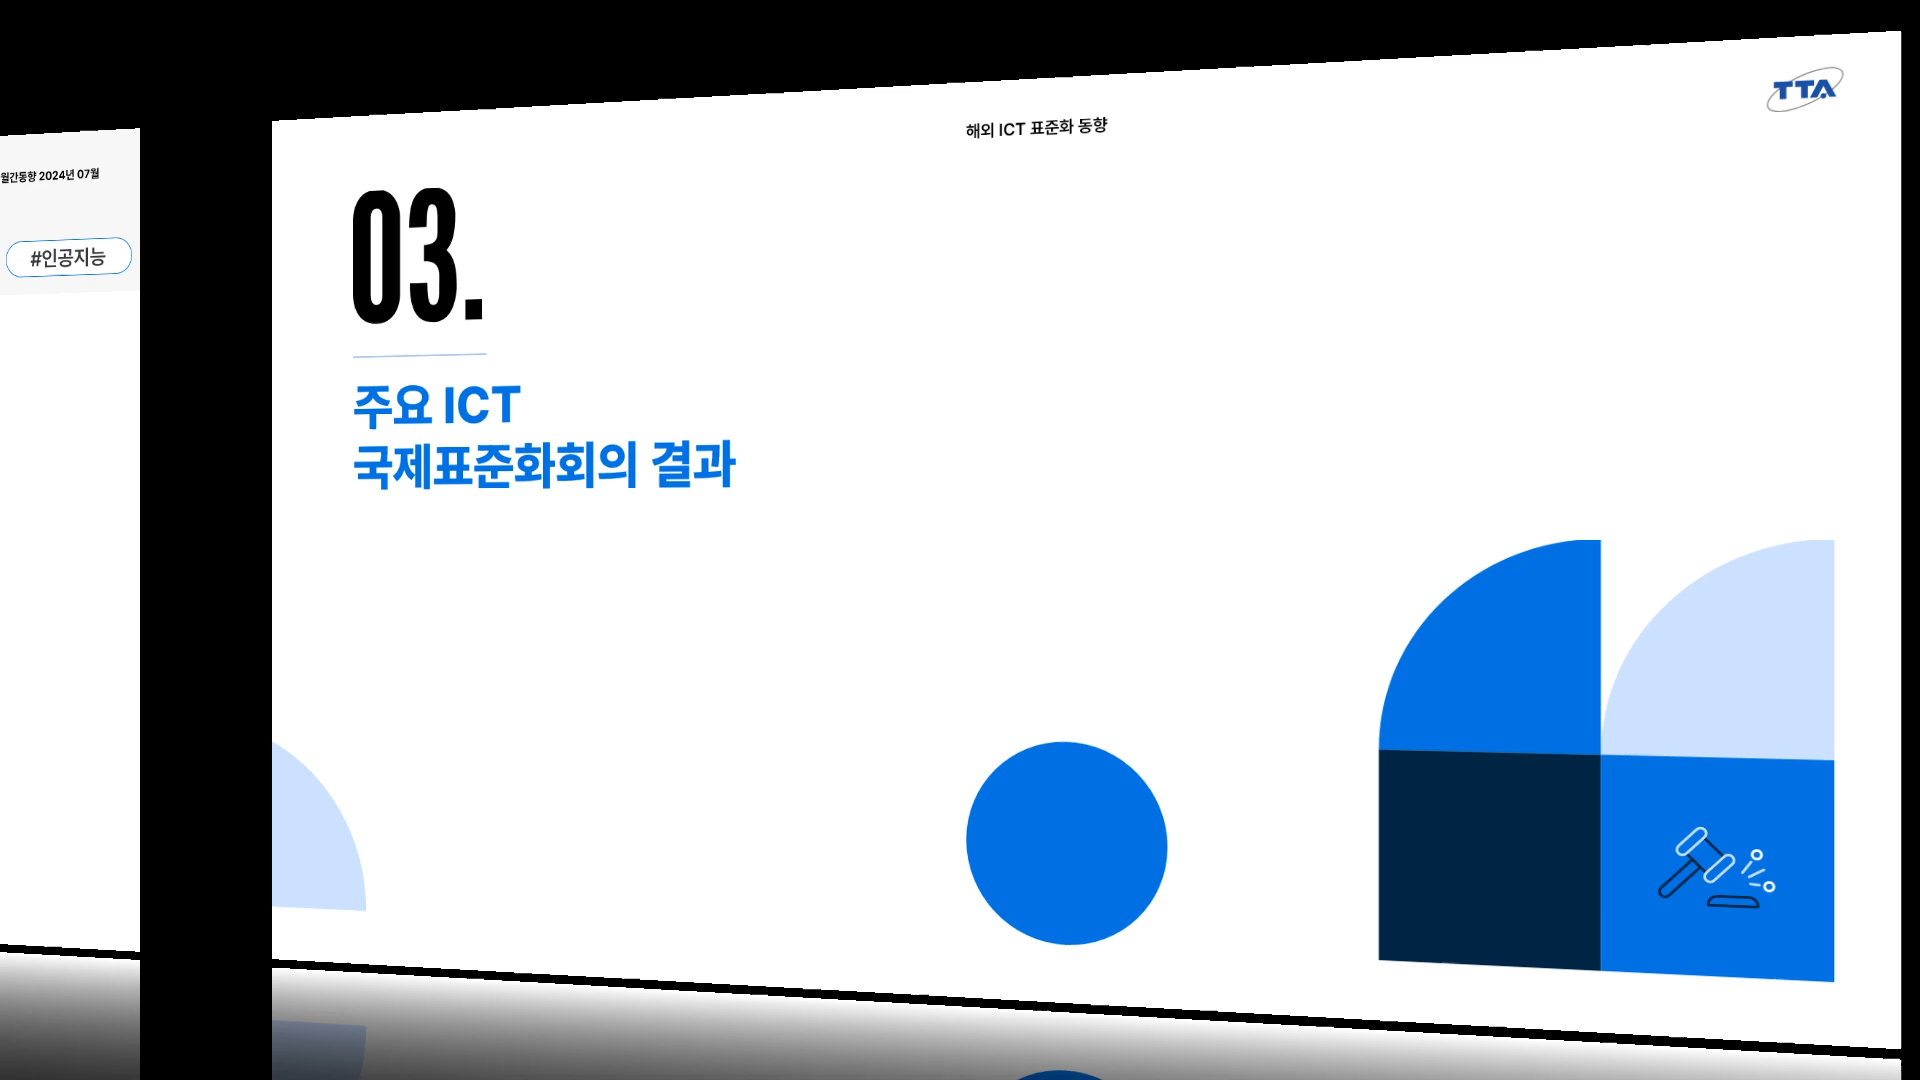 월간동향 2024년 07월
#인공지능
TTA
해외 ICT 표준화 동향
03.
주요 ICT
국제표준화회의 결과